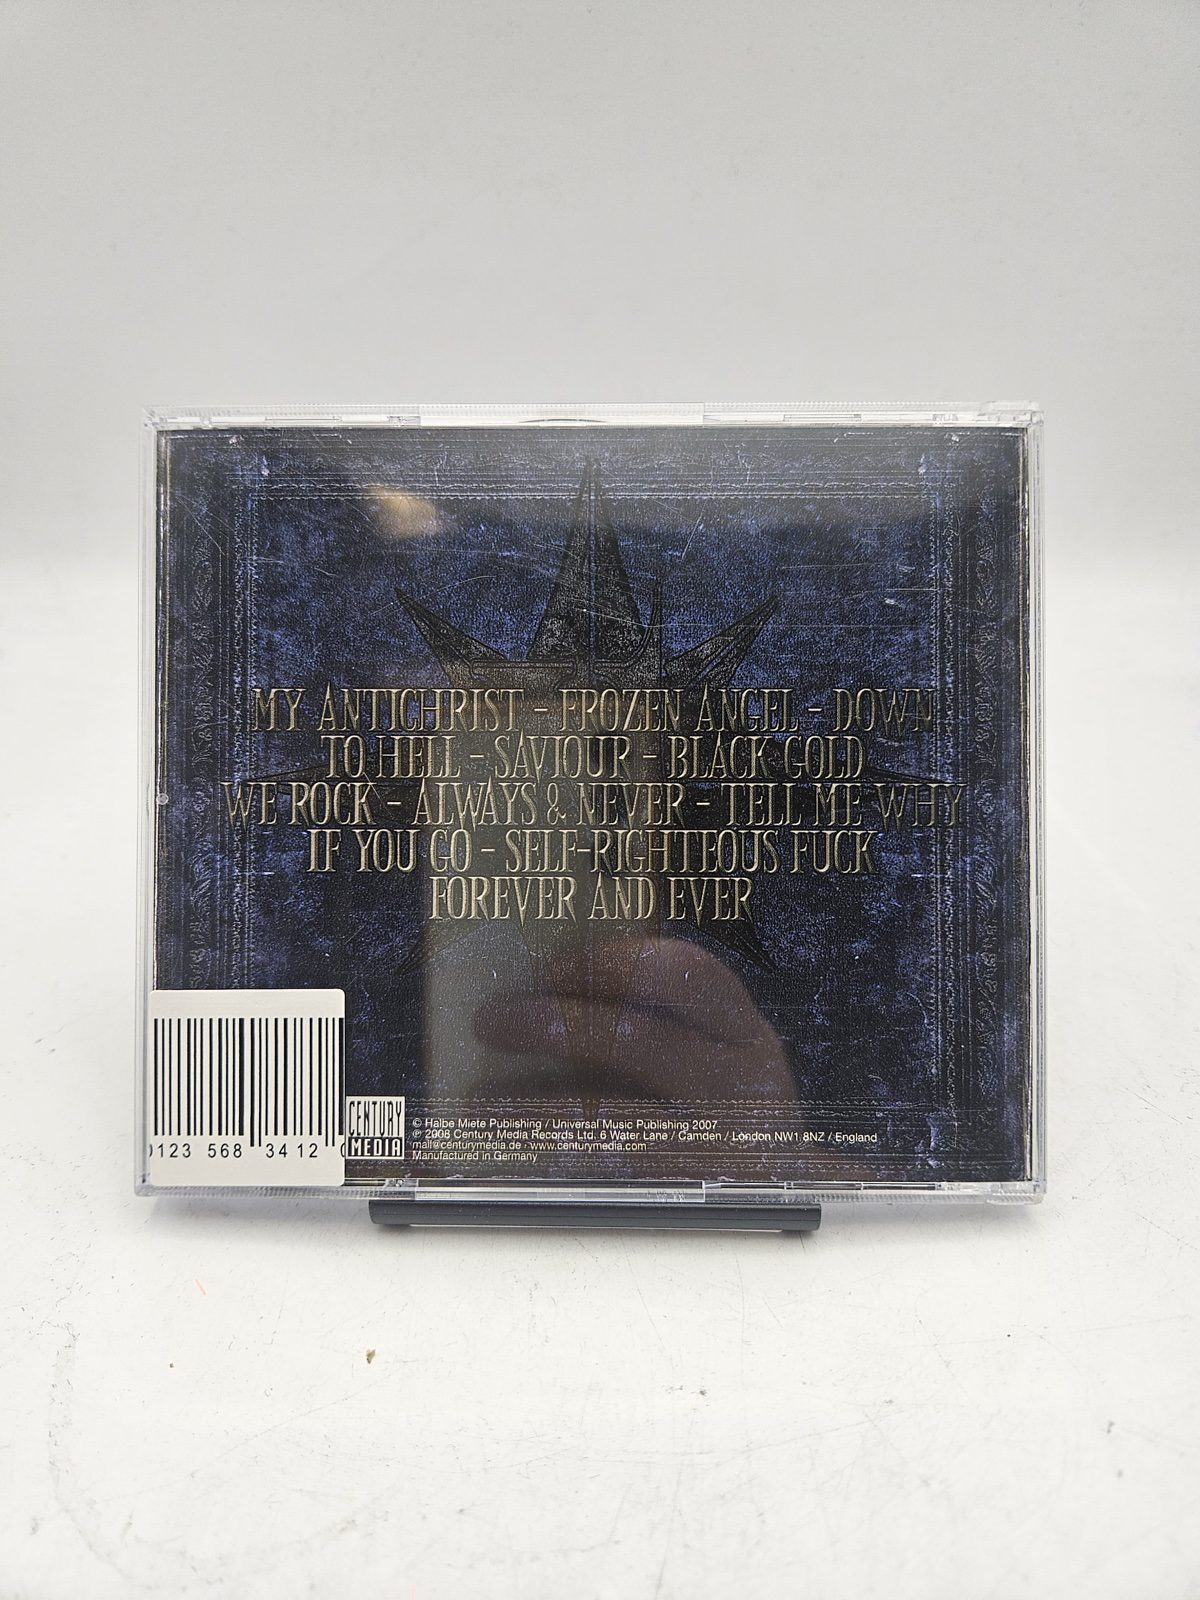 MY ANTICHRIST - FROZEN ANGEL - DOWN
TO HELL - SAVIOUR - BLACK GOLD
WE ROCK - ALWAYS & NEVER - TELL ME WHY
IF YOU GO - SELF-RIGHTEOUS FUCK
FOREVER AND EVER
0123 568 3412
CENTURY
MEDIA
© Halbe Miete Publishing / Universal Music Publishing 2007
℗ 2008 Century Media Records Ltd. 6 Water Lane / Camden / London NW1 8NZ / England
mail@centurymedia.de · www.centurymedia.com
Manufactured in Germany